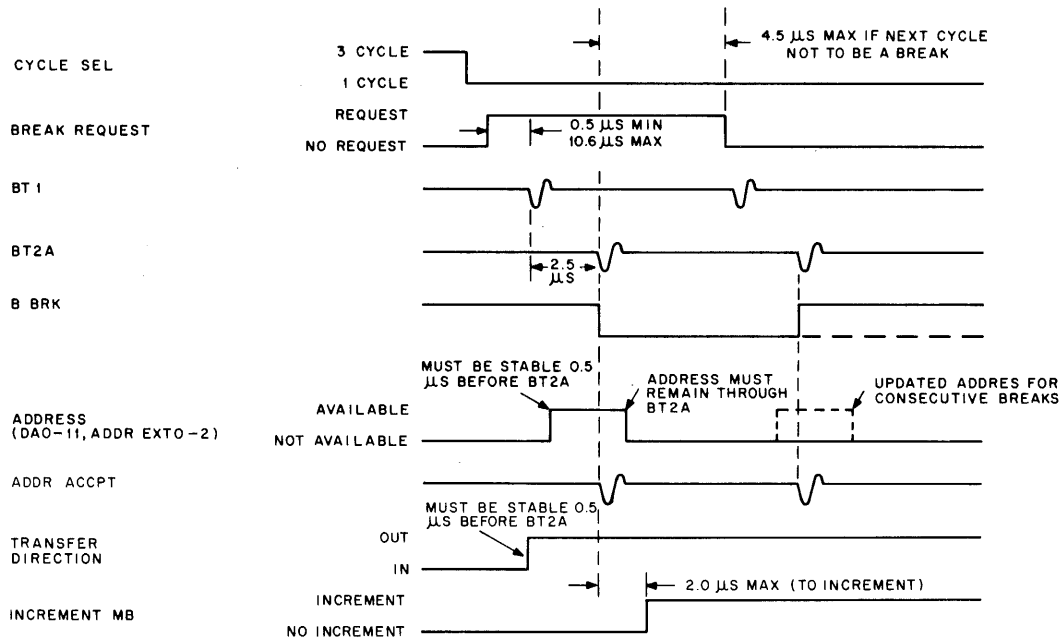 4.5 µS MAX IF NEXT CYCLE
NOT TO BE A BREAK
CYCLE SEL
3 CYCLE
1 CYCLE
BREAK REQUEST
REQUEST
NO REQUEST
0.5 µS MIN
10.6 µS MAX
BT 1
BT2A
2.5
µS
B BRK
MUST BE STABLE 0.5
µS BEFORE BT2A
ADDRESS MUST
REMAIN THROUGH
BT2A
UPDATED ADDRES FOR
CONSECUTIVE BREAKS
ADDRESS
(DAO-11, ADDR EXTO-2)
AVAILABLE
NOT AVAILABLE
ADDR ACCPT
MUST BE STABLE 0.5
µS BEFORE BT2A
TRANSFER
DIRECTION
OUT
IN
2.0 µS MAX (TO INCREMENT)
INCREMENT MB
INCREMENT
NO INCREMENT